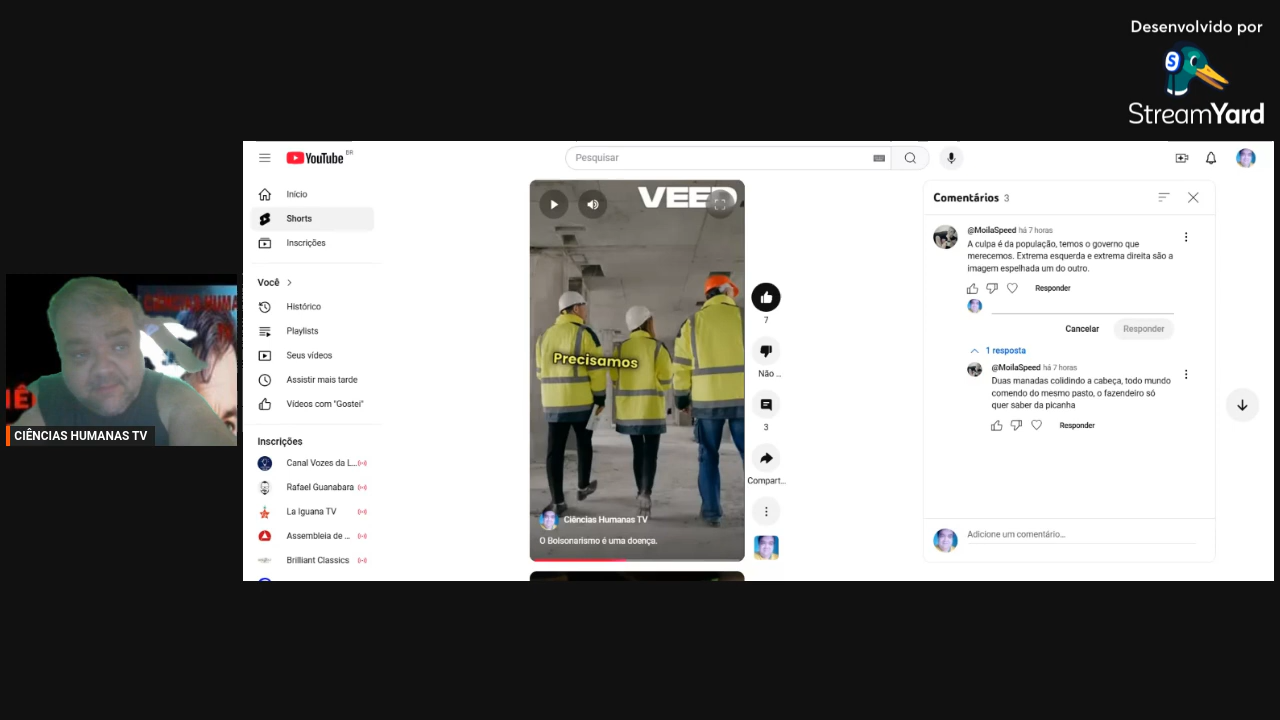 Desenvolvido por
StreamYard
YouTube BR
Pesquisar
Início
Shorts
Inscrições
Você
Histórico
Playlists
Seus vídeos
Assistir mais tarde
Vídeos com "Gostei"
Inscrições
Canal Vozes da L...
Rafael Guanabara
La Iguana TV
Assembleia de ...
Brilliant Classics
CIÊNCIAS HUMANAS TV
VEED
Precisamos
Ciências Humanas TV
O Bolsonarismo é uma doença.
7
Não ...
3
Compart...
Comentários 3
@MoilaSpeed há 7 horas
A culpa é da população, temos o governo que
merecemos. Extrema esquerda e extrema direita são a
imagem espelhada um do outro.
Responder
Cancelar
Responder
1 resposta
@MoilaSpeed há 7 horas
Duas manadas colidindo a cabeça, todo mundo
comendo do mesmo pasto, o fazendeiro só
quer saber da picanha
Responder
Adicione um comentário...